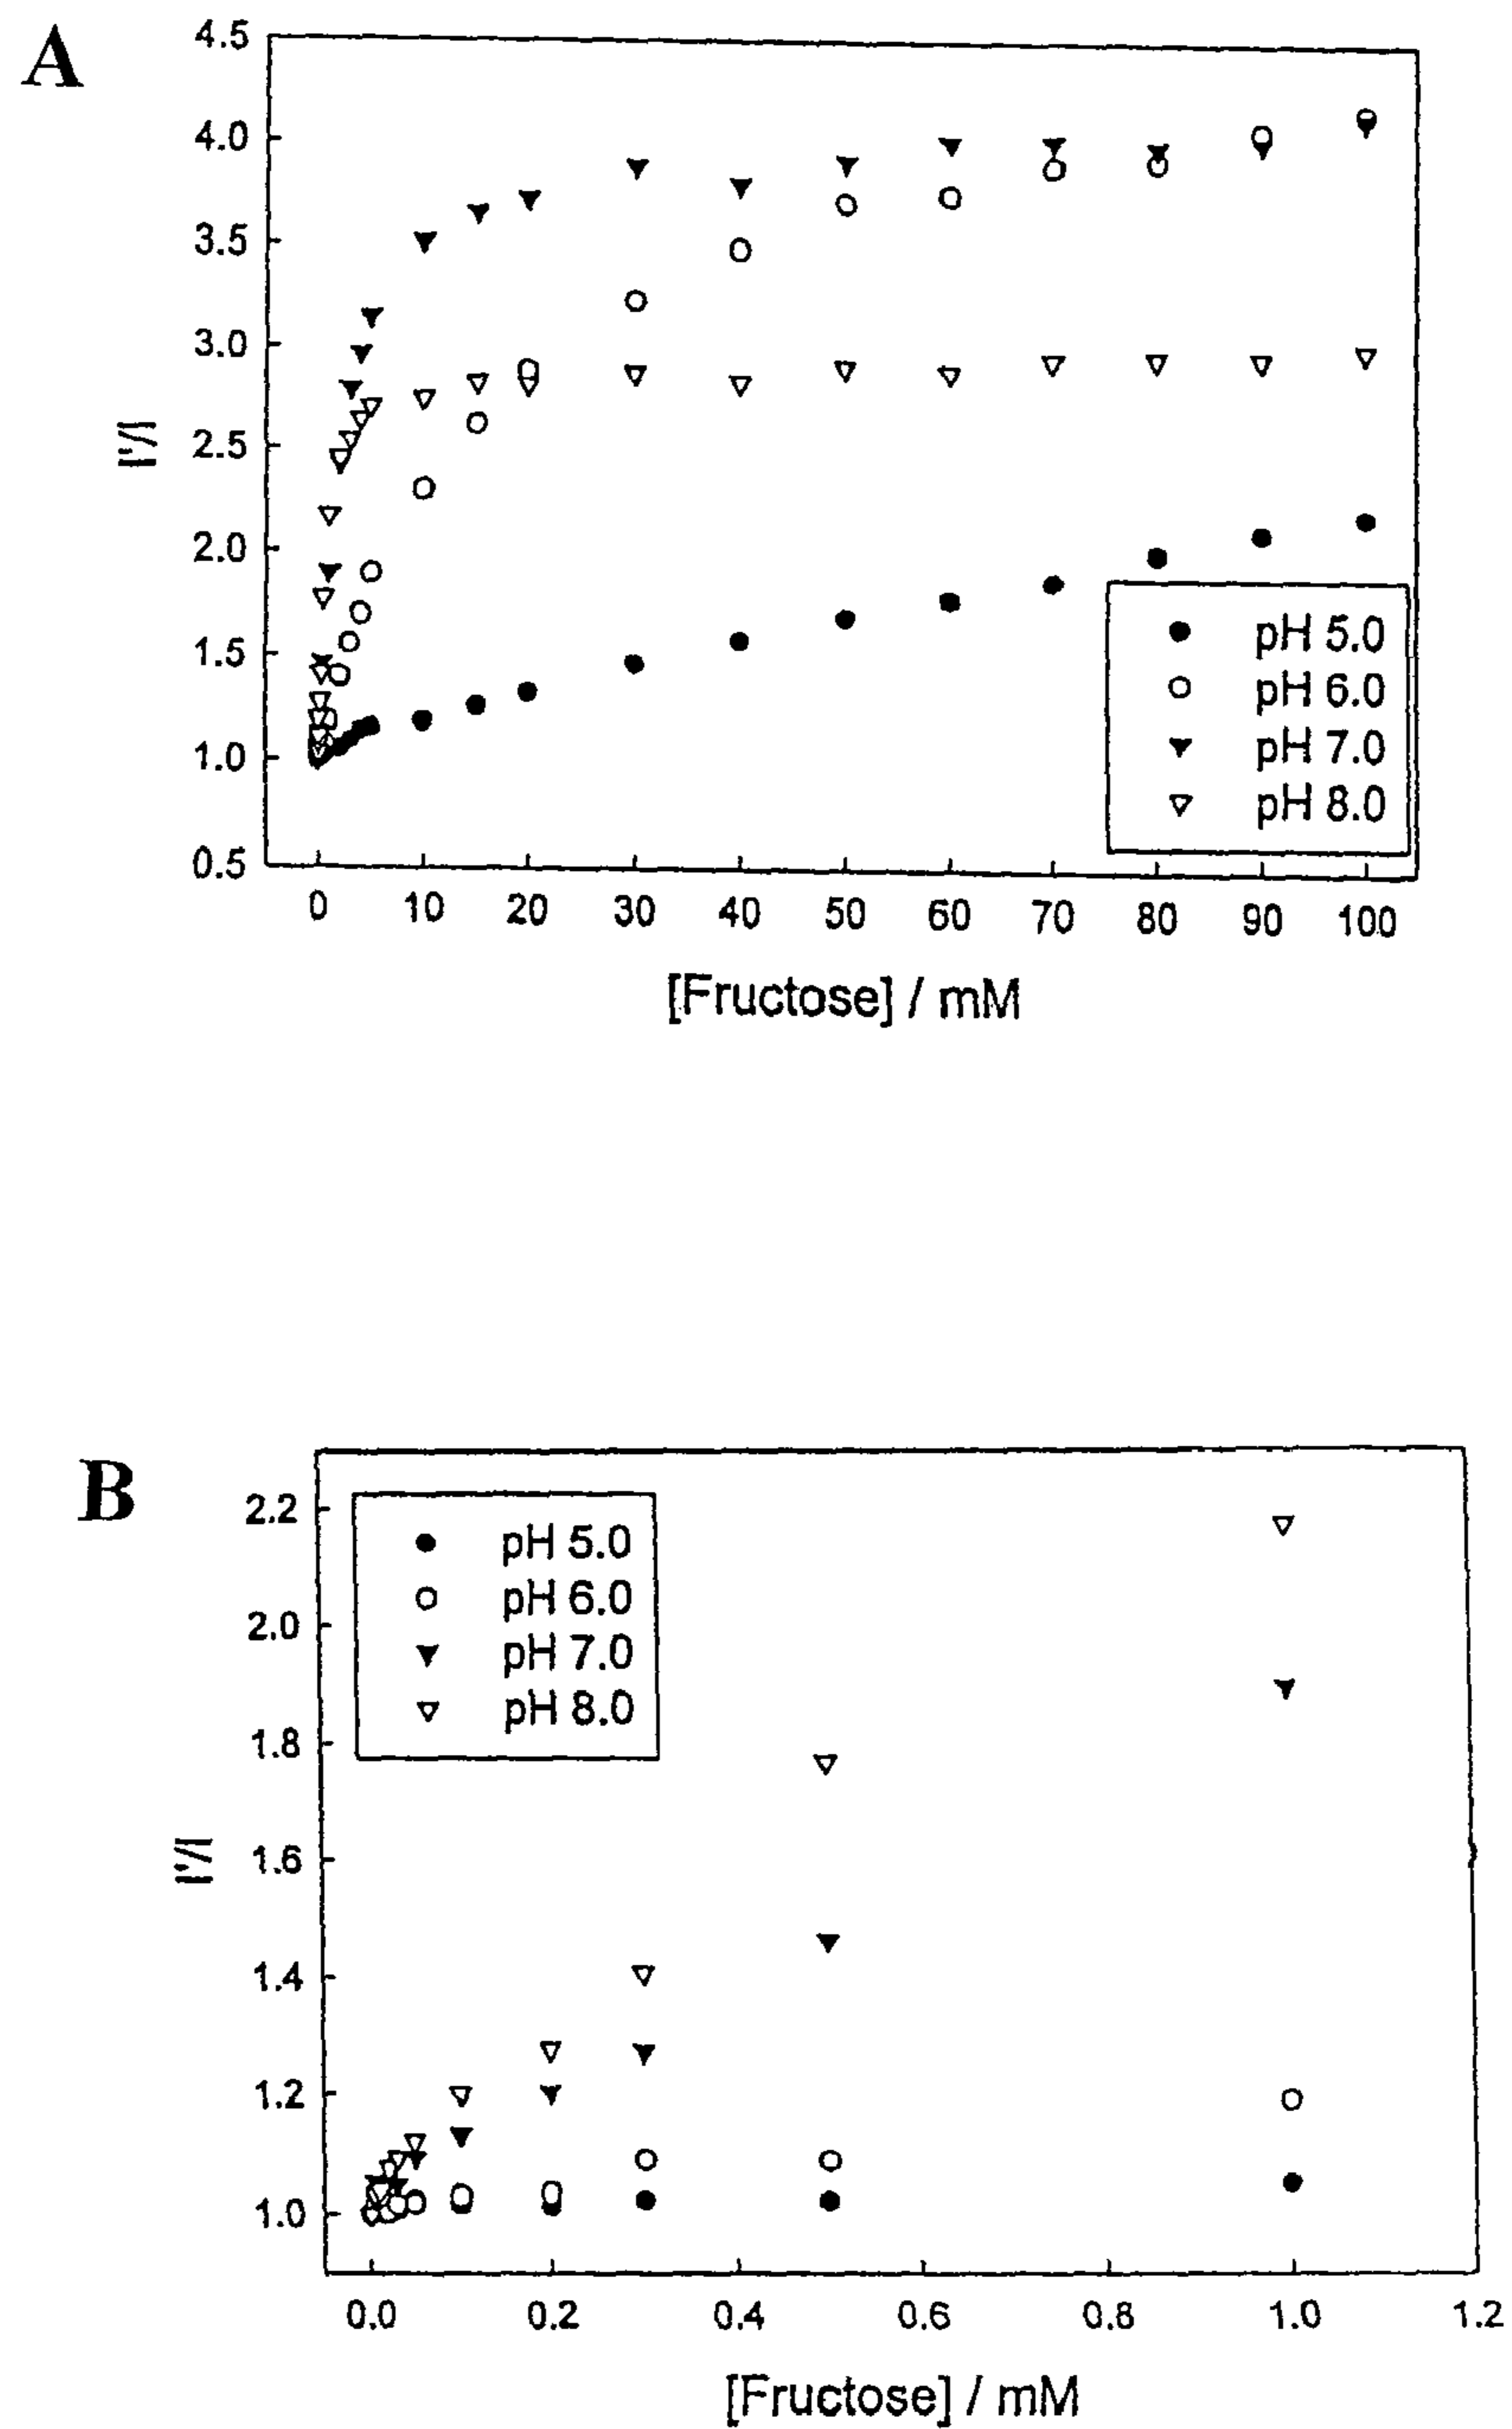 A
4.5
4.0
3.5
3.0
2.5
2.0
1.5
1.0
0.5
I'/I
pH 5.0
pH 6.0
pH 7.0
pH 8.0
0 10 20 30 40 50 60 70 80 90 100
[Fructose] / mM
B
2.2
2.0
1.8
1.6
1.4
1.2
1.0
I'/I
pH 5.0
pH 6.0
pH 7.0
pH 8.0
0.0 0.2 0.4 0.6 0.8 1.0 1.2
[Fructose] / mM